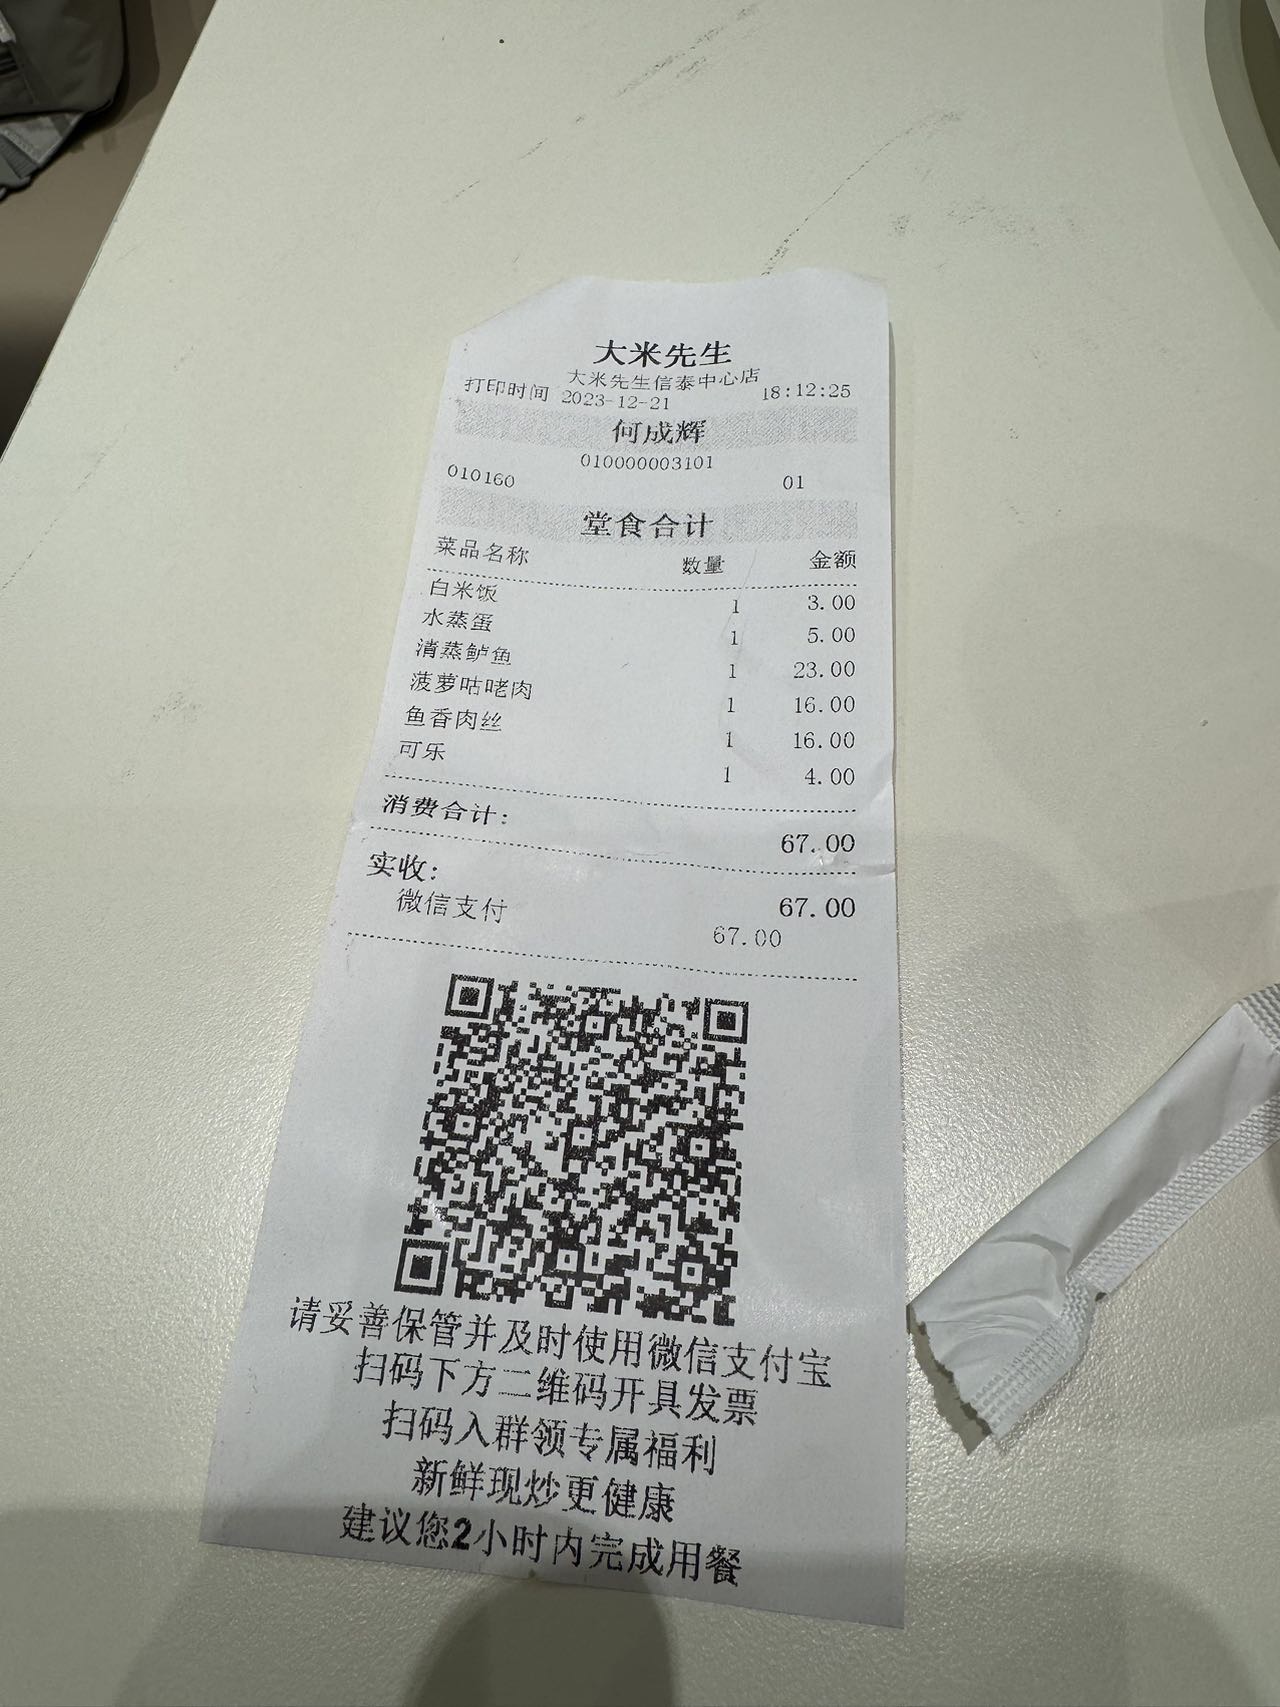 大米先生
大米先生信泰中心店
打印时间 2023-12-21 18:12:25
何成辉
010000003101
010160 01
堂食合计
菜品名称 数量 金额
白米饭 1 3.00
水蒸蛋 1 5.00
清蒸鲈鱼 1 23.00
菠萝咕咾肉 1 16.00
鱼香肉丝 1 16.00
可乐 1 4.00
消费合计: 67.00
实收: 67.00
微信支付 67.00
请妥善保管并及时使用微信支付宝
扫码下方二维码开具发票
扫码入群领专属福利
新鲜现炒更健康
建议您2小时内完成用餐